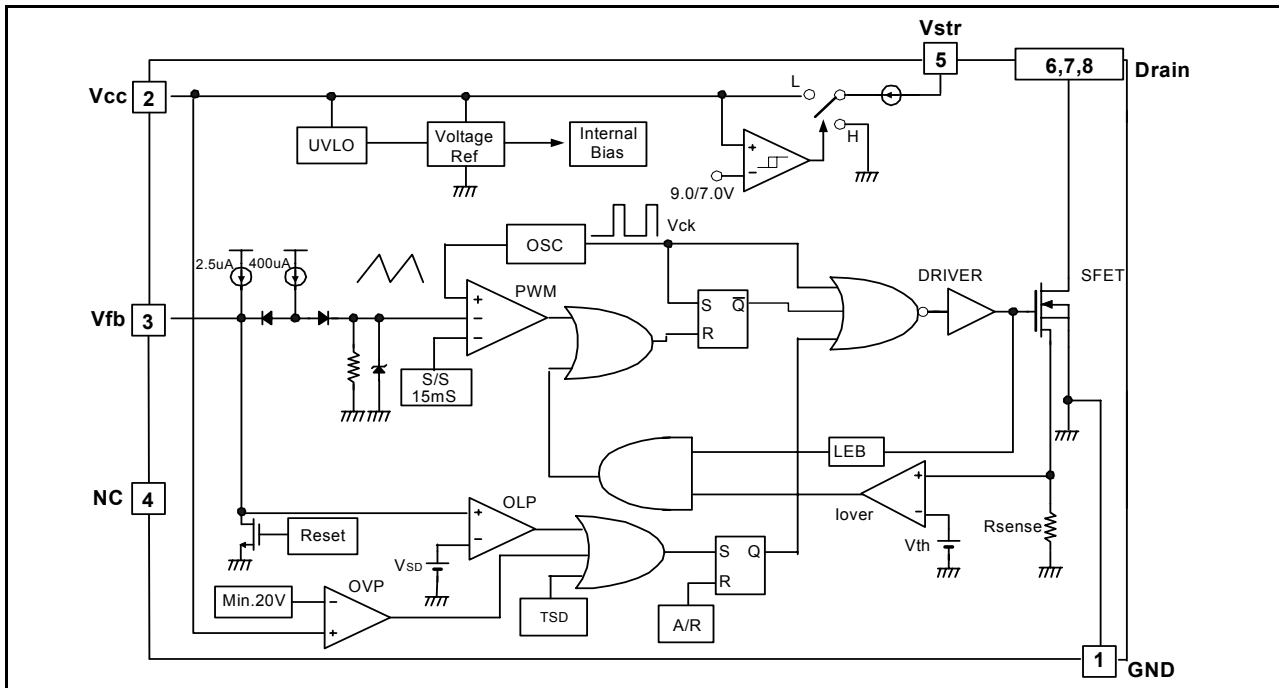 Vstr
5
6,7,8
Drain
Vcc
2
L
H
UVLO
Voltage
Ref
Internal
Bias
+
−
9.0/7.0V
OSC
Vck
2.5uA
400uA
DRIVER
SFET
Vfb
3
+
−
−
PWM
S
Q
R
S/S
15mS
LEB
NC
4
OLP
+
−
Iover
+
−
Rsense
Reset
Vth
VSD
S
Q
R
OVP
Min.20V
−
+
TSD
A/R
1
GND